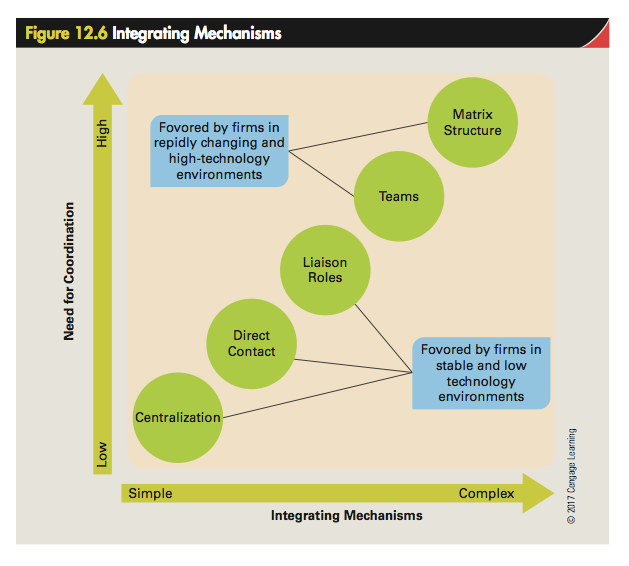 Figure 12.6 Integrating Mechanisms
High
Need for Coordination
Low
Fovored by firms in
repidly changing and
high-technology
environments
Matrix
Structure
Teams
Liaison
Roles
Direct
Contact
Centralization
Fovored by firms in
stable and low
technology
environments
Simple
Complex
Integrating Mechanisms
© 2017 Cengage Learning